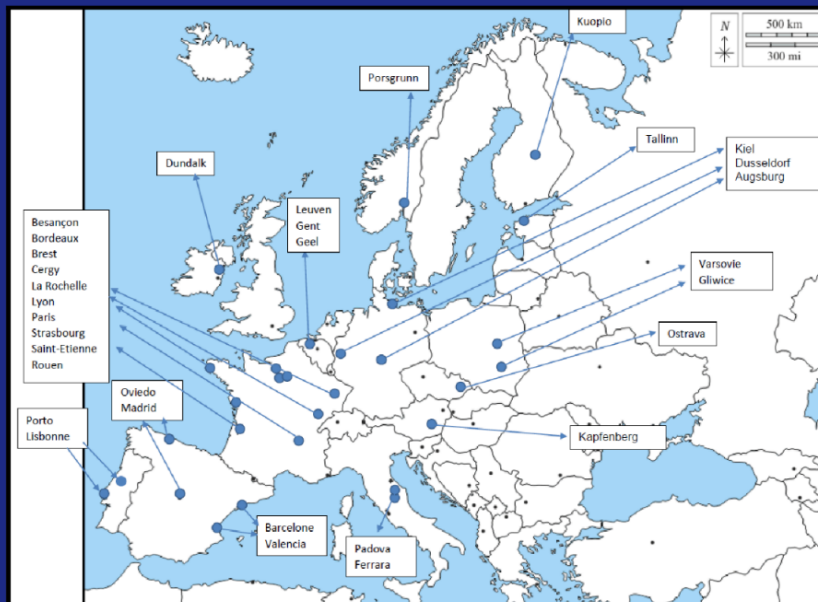 Kuopio
N
500 km
300 mi
Porsgrunn
Tallinn
Kiel
Dusseldorf
Augsburg
Dundalk
Leuven
Gent
Geel
Besançon
Bordeaux
Brest
Cergy
La Rochelle
Lyon
Paris
Strasbourg
Saint-Etienne
Rouen
Varsovie
Gliwice
Ostrava
Oviedo
Madrid
Porto
Lisbonne
Kapfenberg
Barcelone
Valencia
Padova
Ferrara